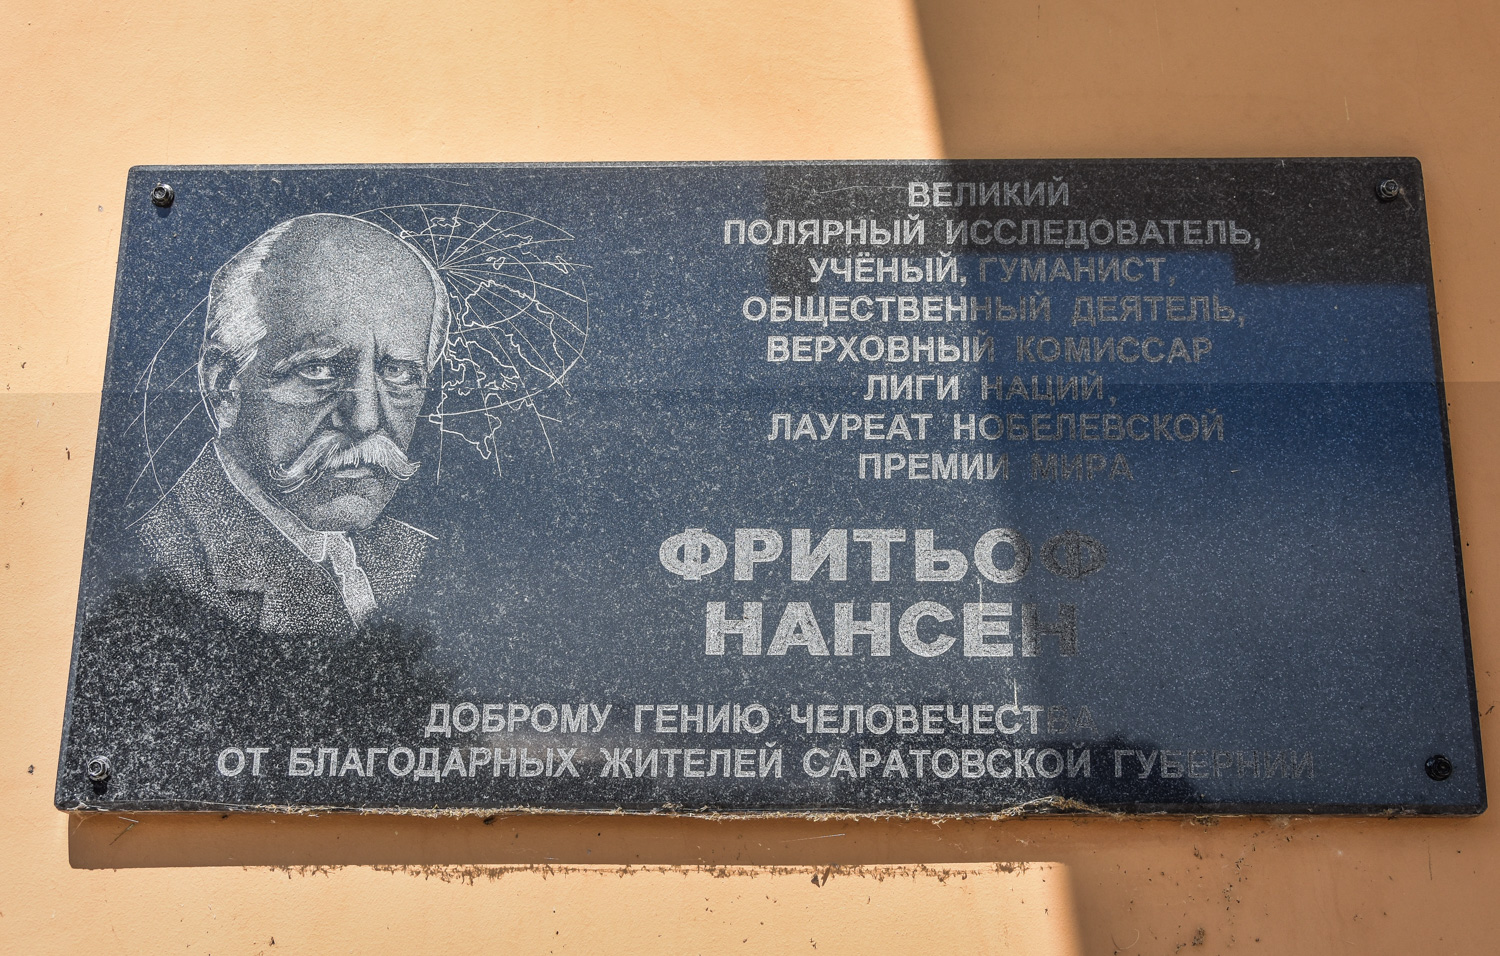 ВЕЛИКИЙ
ПОЛЯРНЫЙ ИССЛЕДОВАТЕЛЬ,
УЧЁНЫЙ, ГУМАНИСТ,
ОБЩЕСТВЕННЫЙ ДЕЯТЕЛЬ,
ВЕРХОВНЫЙ КОМИССАР
ЛИГИ НАЦИЙ,
ЛАУРЕАТ НОБЕЛЕВСКОЙ
ПРЕМИИ МИРА
ФРИТЬОФ
НАНСЕН
ДОБРОМУ ГЕНИЮ ЧЕЛОВЕЧЕСТВА
ОТ БЛАГОДАРНЫХ ЖИТЕЛЕЙ САРАТОВСКОЙ ГУБЕРНИИ